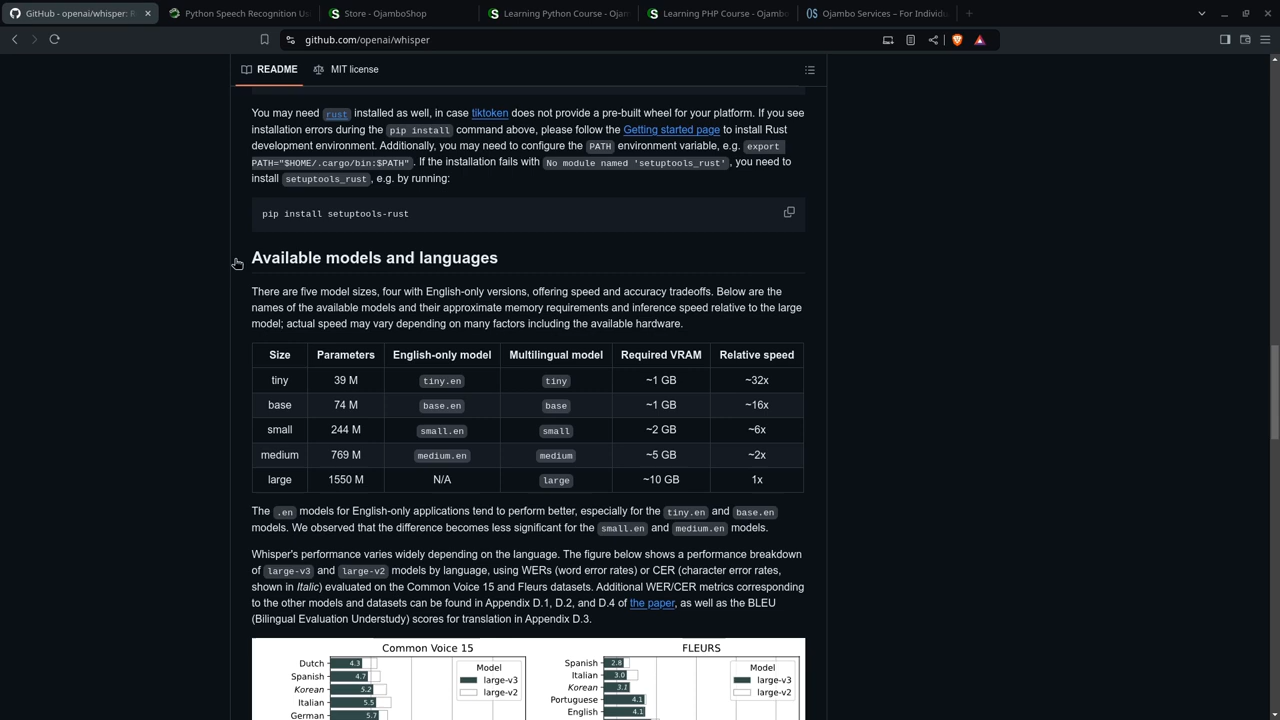 GitHub - openai/whisper: R
Python Speech Recognition Us
Store - OjamboShop
Learning Python Course - Ojam
Learning PHP Course - Ojambo
Ojambo Services – For Individu
github.com/openai/whisper
README
MIT license
You may need rust installed as well, in case tiktoken does not provide a pre-built wheel for your platform. If you see
installation errors during the pip install command above, please follow the Getting started page to install Rust
development environment. Additionally, you may need to configure the PATH environment variable, e.g. export
PATH="$HOME/.cargo/bin:$PATH". If the installation fails with No module named 'setuptools_rust', you need to
install setuptools_rust, e.g. by running:
pip install setuptools-rust
Available models and languages
There are five model sizes, four with English-only versions, offering speed and accuracy tradeoffs. Below are the
names of the available models and their approximate memory requirements and inference speed relative to the large
model; actual speed may vary depending on many factors including the available hardware.
Size Parameters English-only model Multilingual model Required VRAM Relative speed
tiny 39 M tiny.en tiny ~1 GB ~32x
base 74 M base.en base ~1 GB ~16x
small 244 M small.en small ~2 GB ~6x
medium 769 M medium.en medium ~5 GB ~2x
large 1550 M N/A large ~10 GB 1x
The .en models for English-only applications tend to perform better, especially for the tiny.en and base.en
models. We observed that the difference becomes less significant for the small.en and medium.en models.
Whisper's performance varies widely depending on the language. The figure below shows a performance breakdown
of large-v3 and large-v2 models by language, using WERs (word error rates) or CER (character error rates,
shown in Italic) evaluated on the Common Voice 15 and Fleurs datasets. Additional WER/CER metrics corresponding
to the other models and datasets can be found in Appendix D.1, D.2, and D.4 of the paper, as well as the BLEU
(Bilingual Evaluation Understudy) scores for translation in Appendix D.3.
Common Voice 15
Dutch 4.3
Spanish 4.7
Korean 5.2
Italian 5.5
German 5.7
Model
large-v3
large-v2
FLEURS
Spanish 2.8
Italian 3.0
Korean 3.1
Portuguese 4.1
English 4.1
Model
large-v3
large-v2